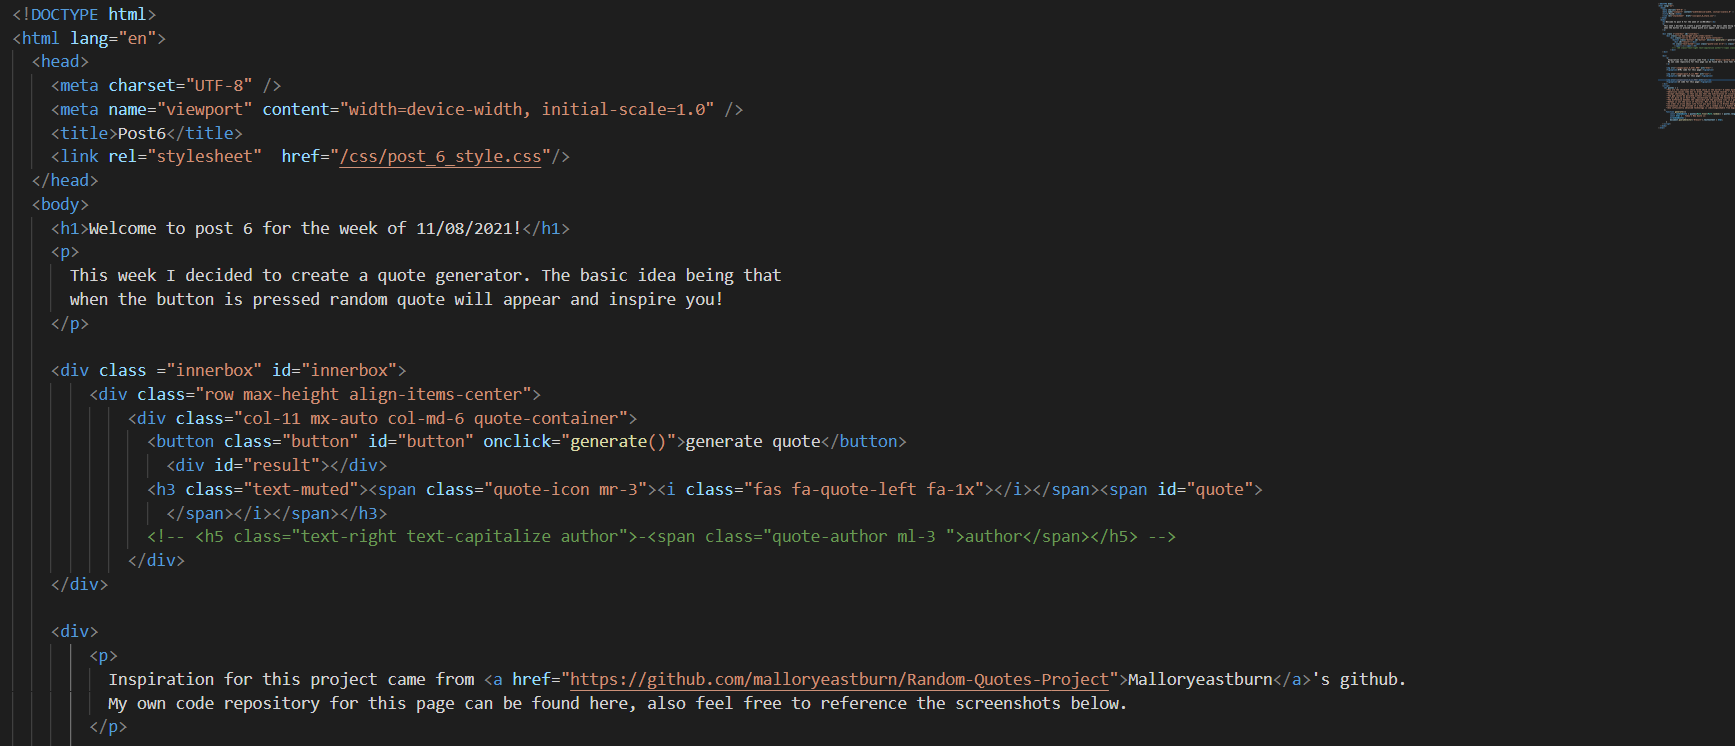 <!DOCTYPE html>
<html lang="en">
<head>
<meta charset="UTF-8" />
<meta name="viewport" content="width=device-width, initial-scale=1.0" />
<title>Post6</title>
<link rel="stylesheet"  href="/css/post_6_style.css"/>
</head>
<body>
<h1>Welcome to post 6 for the week of 11/08/2021!</h1>
<p>
This week I decided to create a quote generator. The basic idea being that
when the button is pressed random quote will appear and inspire you!
</p>
<div class ="innerbox" id="innerbox">
<div class="row max-height align-items-center">
<div class="col-11 mx-auto col-md-6 quote-container">
<button class="button" id="button" onclick="generate()">generate quote</button>
<div id="result"></div>
<h3 class="text-muted"><span class="quote-icon mr-3"><i class="fas fa-quote-left fa-1x"></i></span><span id="quote">
</span></i></span></h3>
<!-- <h5 class="text-right text-capitalize author">-<span class="quote-author ml-3 ">author</span></h5> -->
</div>
</div>
<div>
<p>
Inspiration for this project came from <a href="https://github.com/malloryeastburn/Random-Quotes-Project">Malloryeastburn</a>'s github.
My own code repository for this page can be found here, also feel free to reference the screenshots below.
</p>